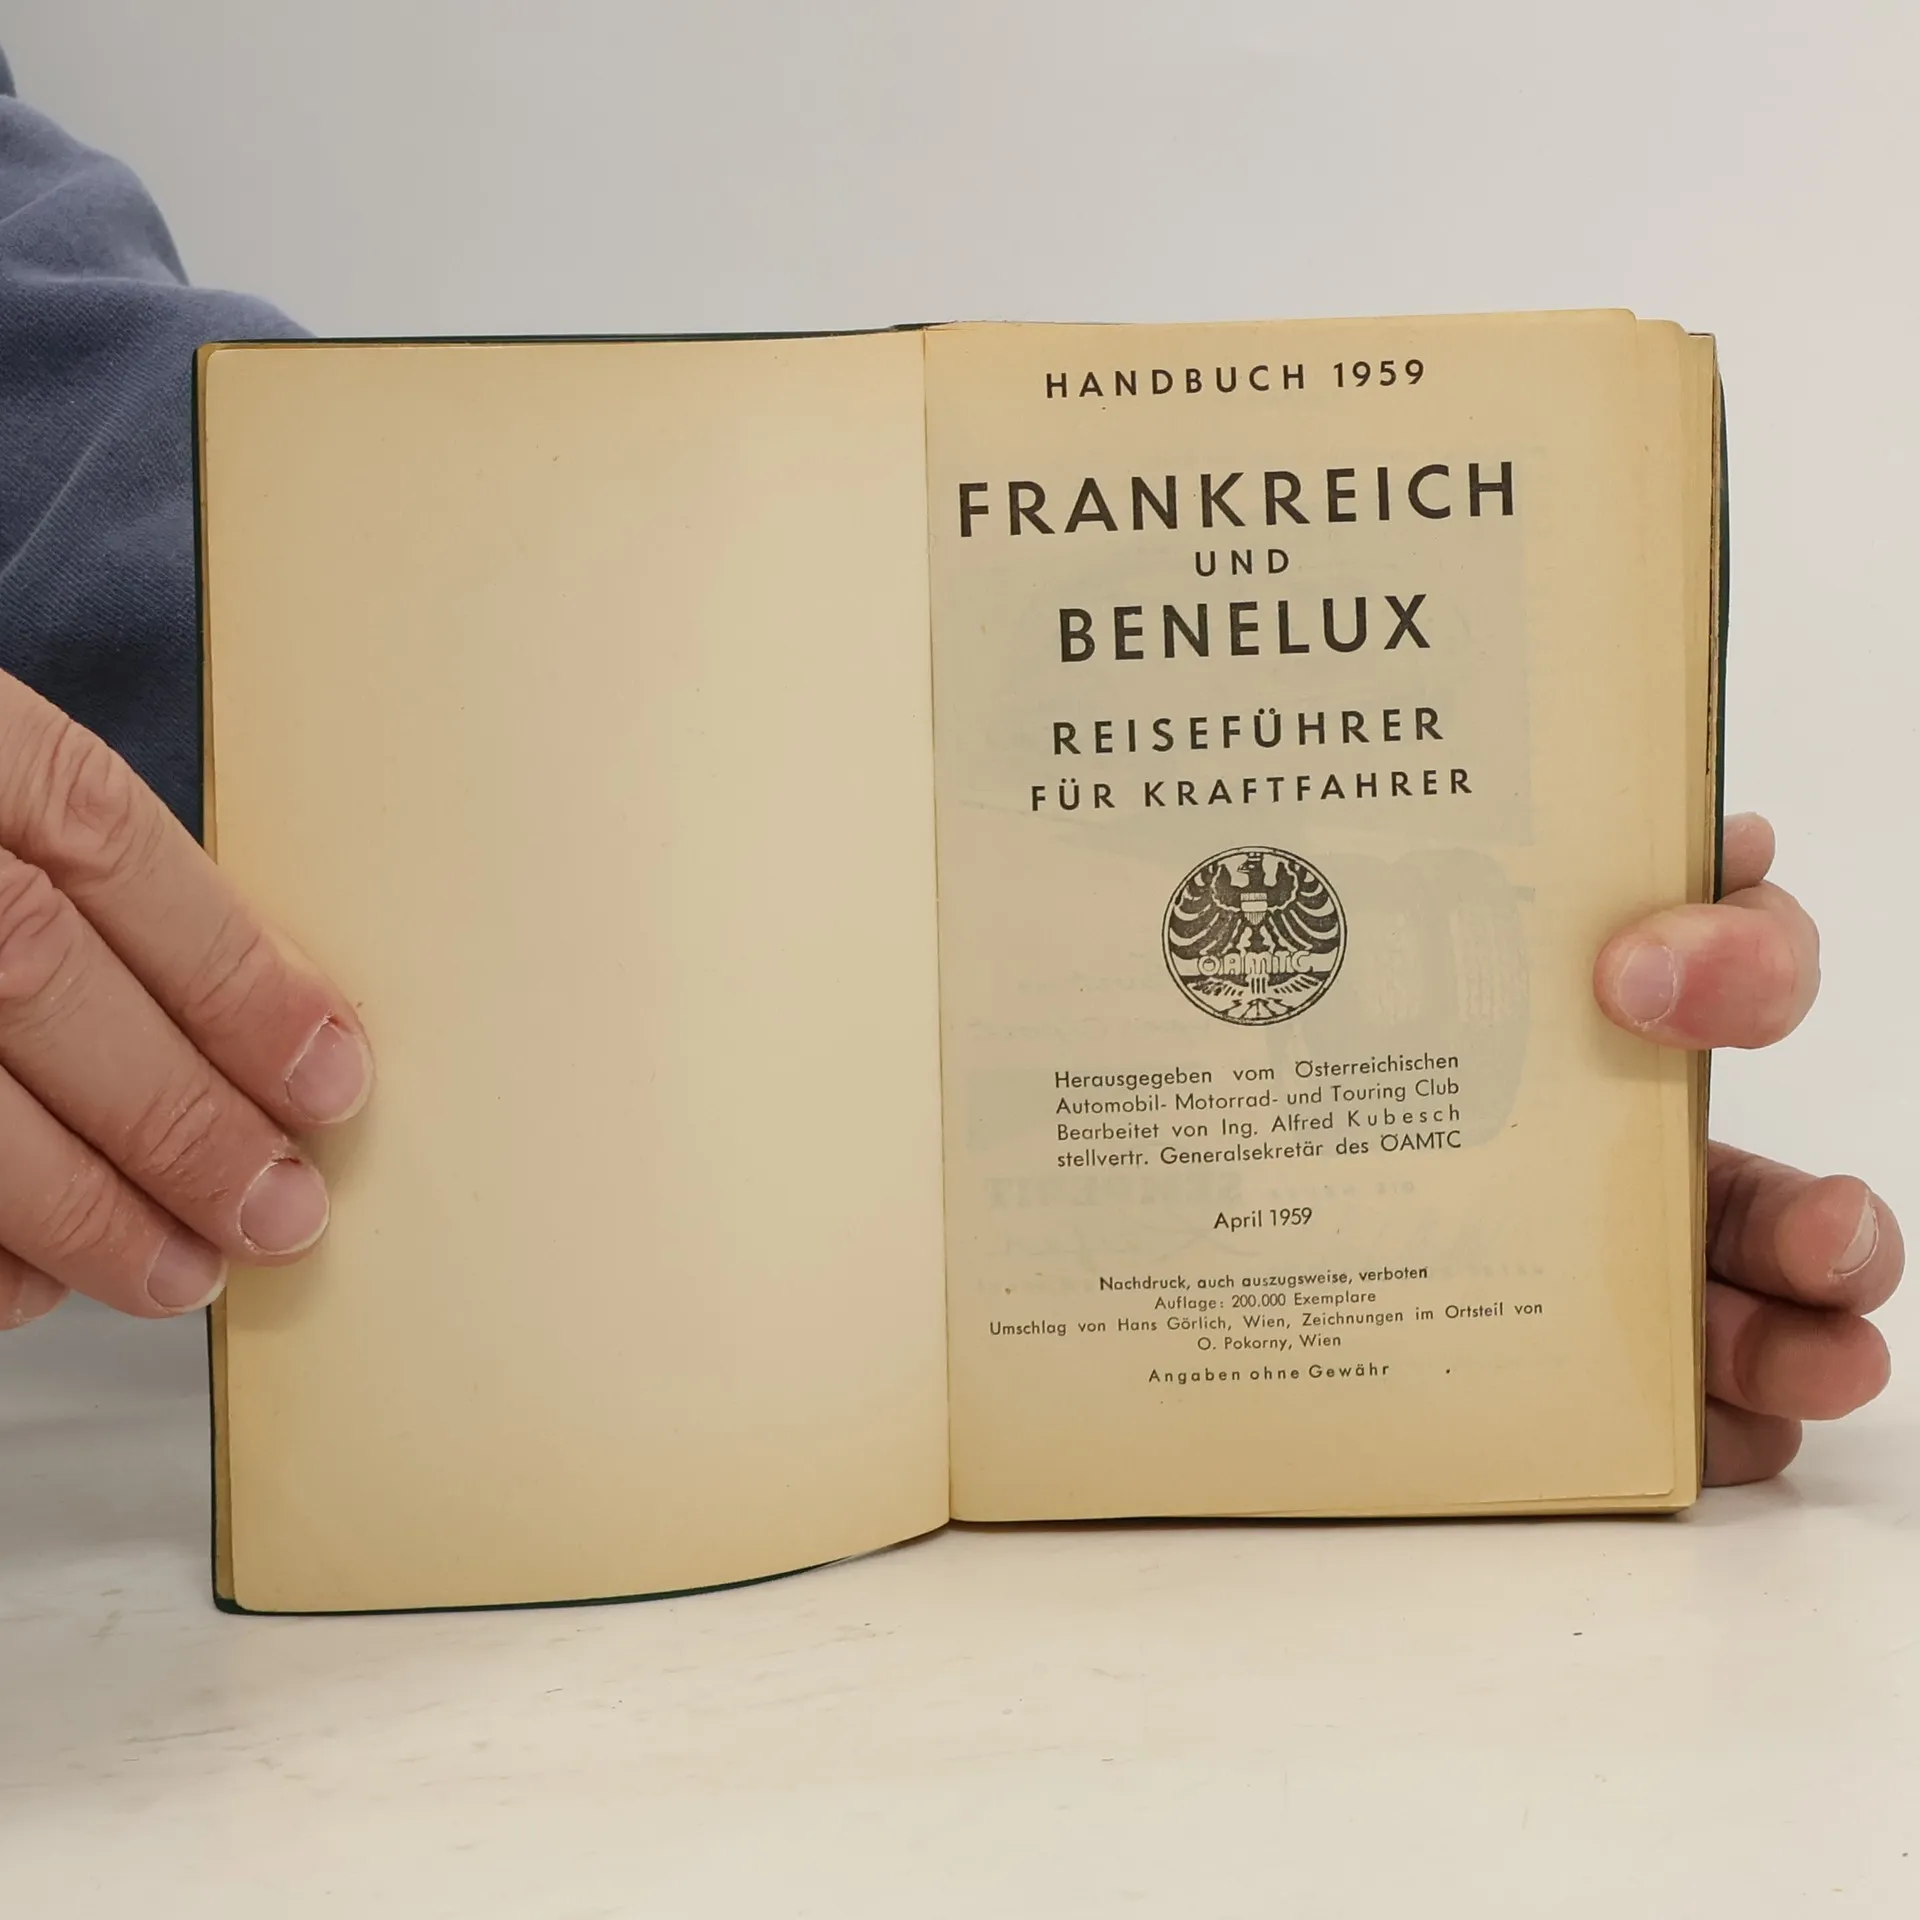 HANDBUCH 1959
FRANKREICH
UND
BENELUX
REISEFÜHRER
FÜR KRAFTFAHRER
ÖAMTC
Herausgegeben vom Österreichischen
Automobil- Motorrad- und Touring Club
Bearbeitet von Ing. Alfred Kubesch
stellvertr. Generalsekretär des ÖAMTC
April 1959
Nachdruck, auch auszugsweise, verboten
Auflage: 200.000 Exemplare
Umschlag von Hans Görlich, Wien, Zeichnungen im Ortsteil von
O. Pokorny, Wien
Angaben ohne Gewähr